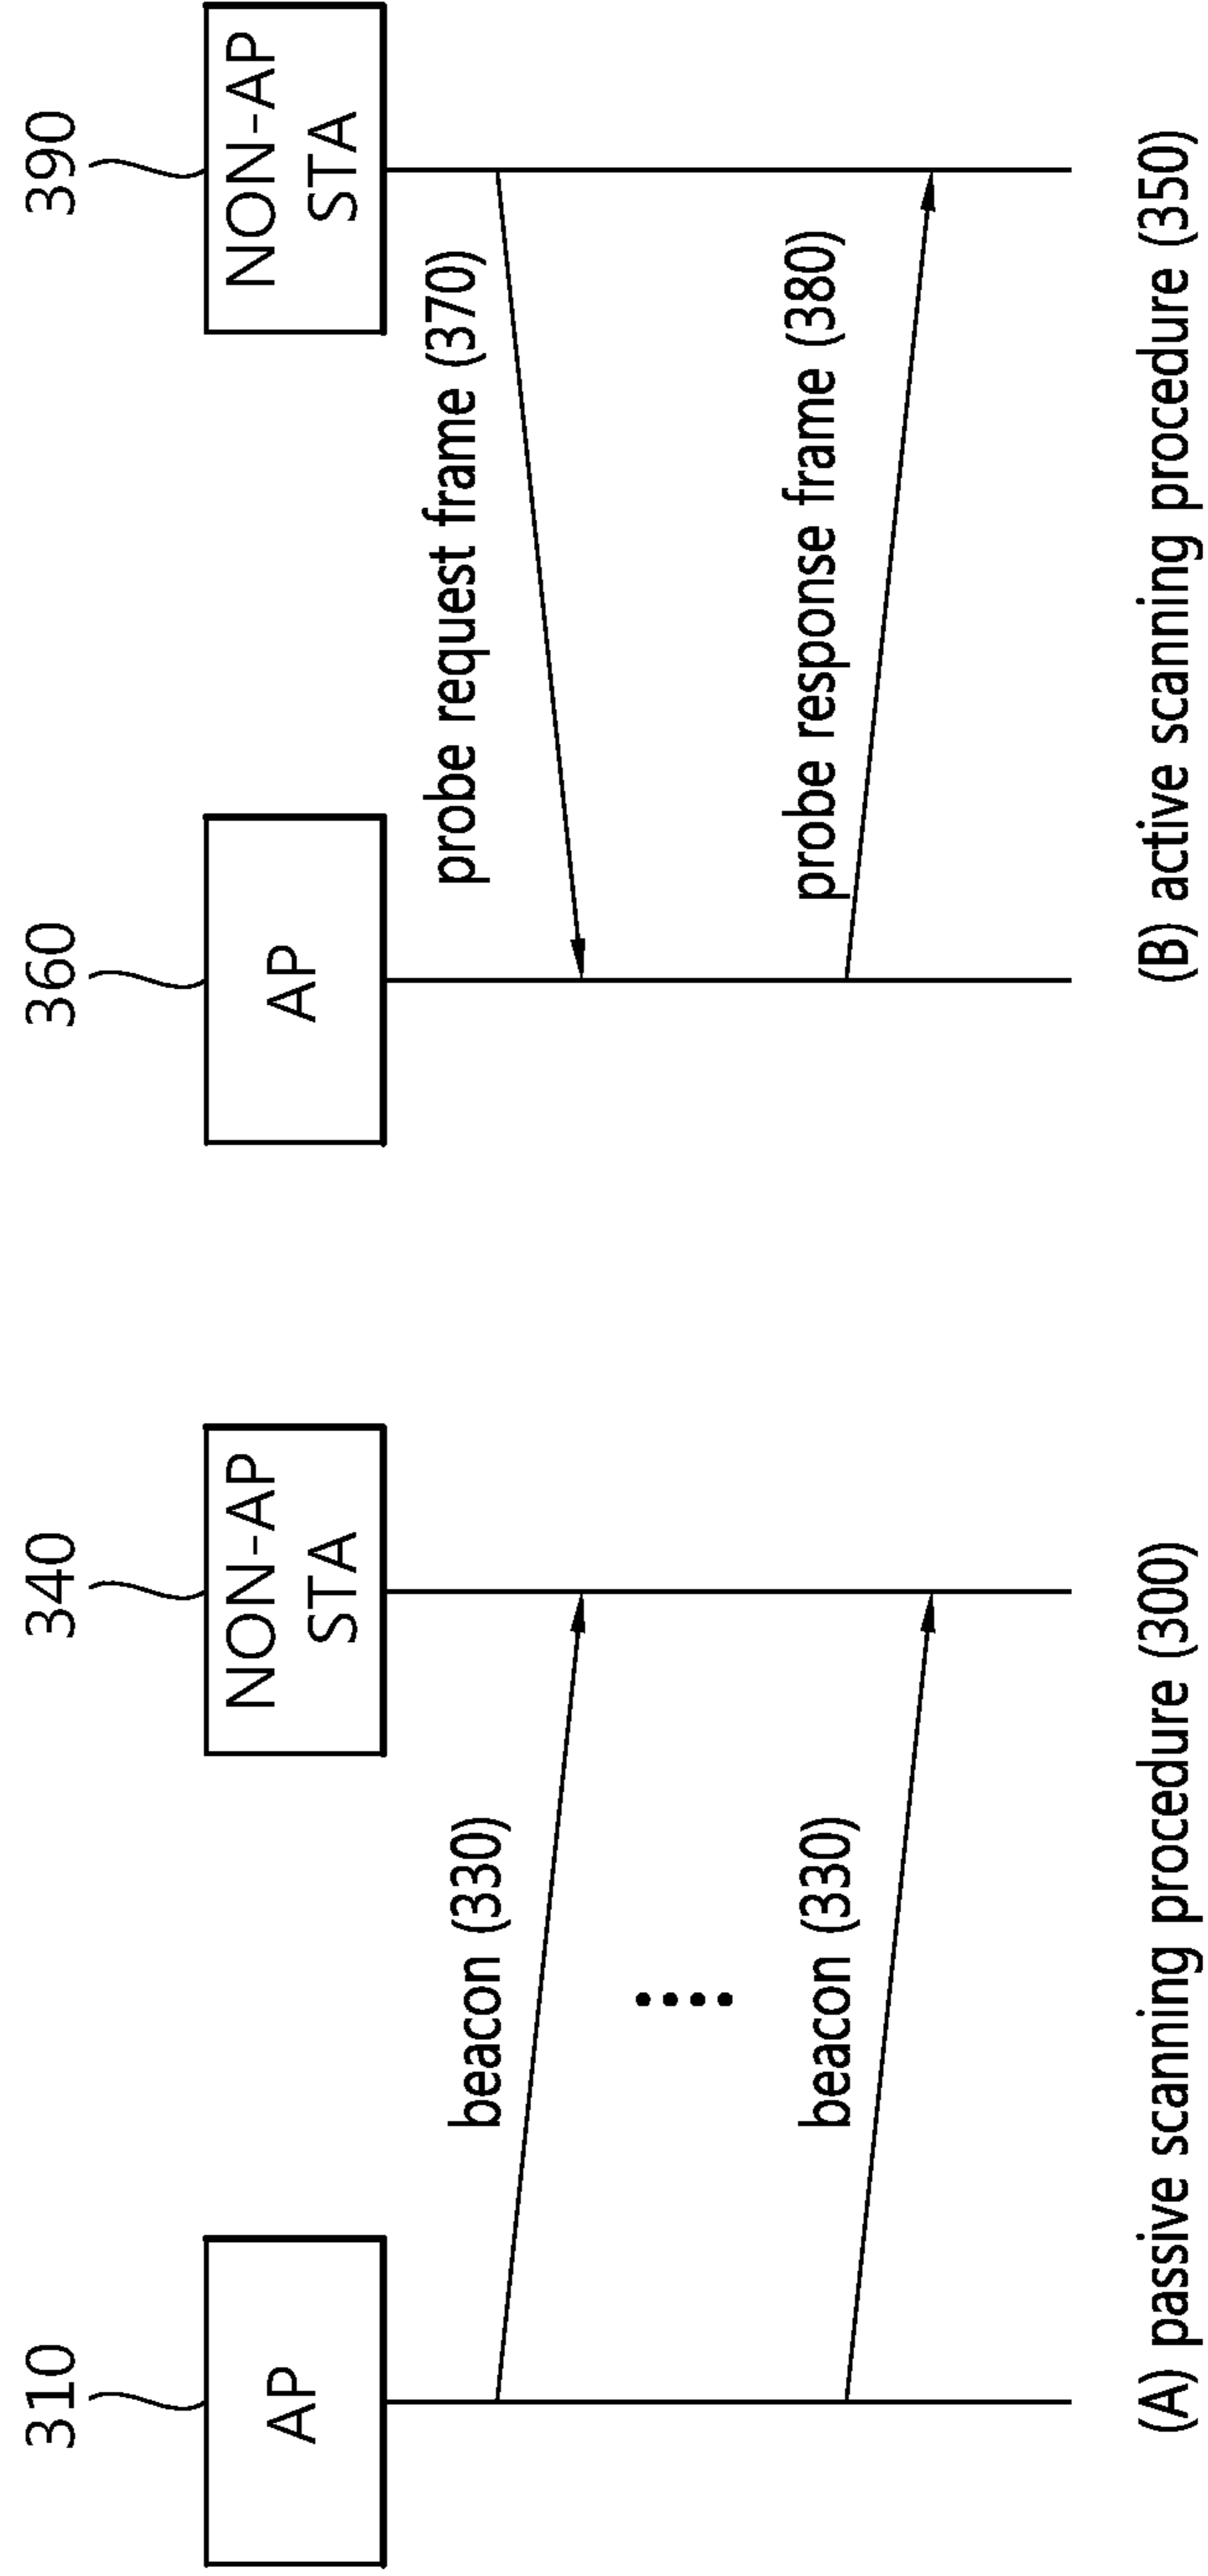 310
340
AP
NON-AP
STA
beacon (330)
beacon (330)
(A) passive scanning procedure (300)
360
390
AP
NON-AP
STA
probe request frame (370)
probe response frame (380)
(B) active scanning procedure (350)